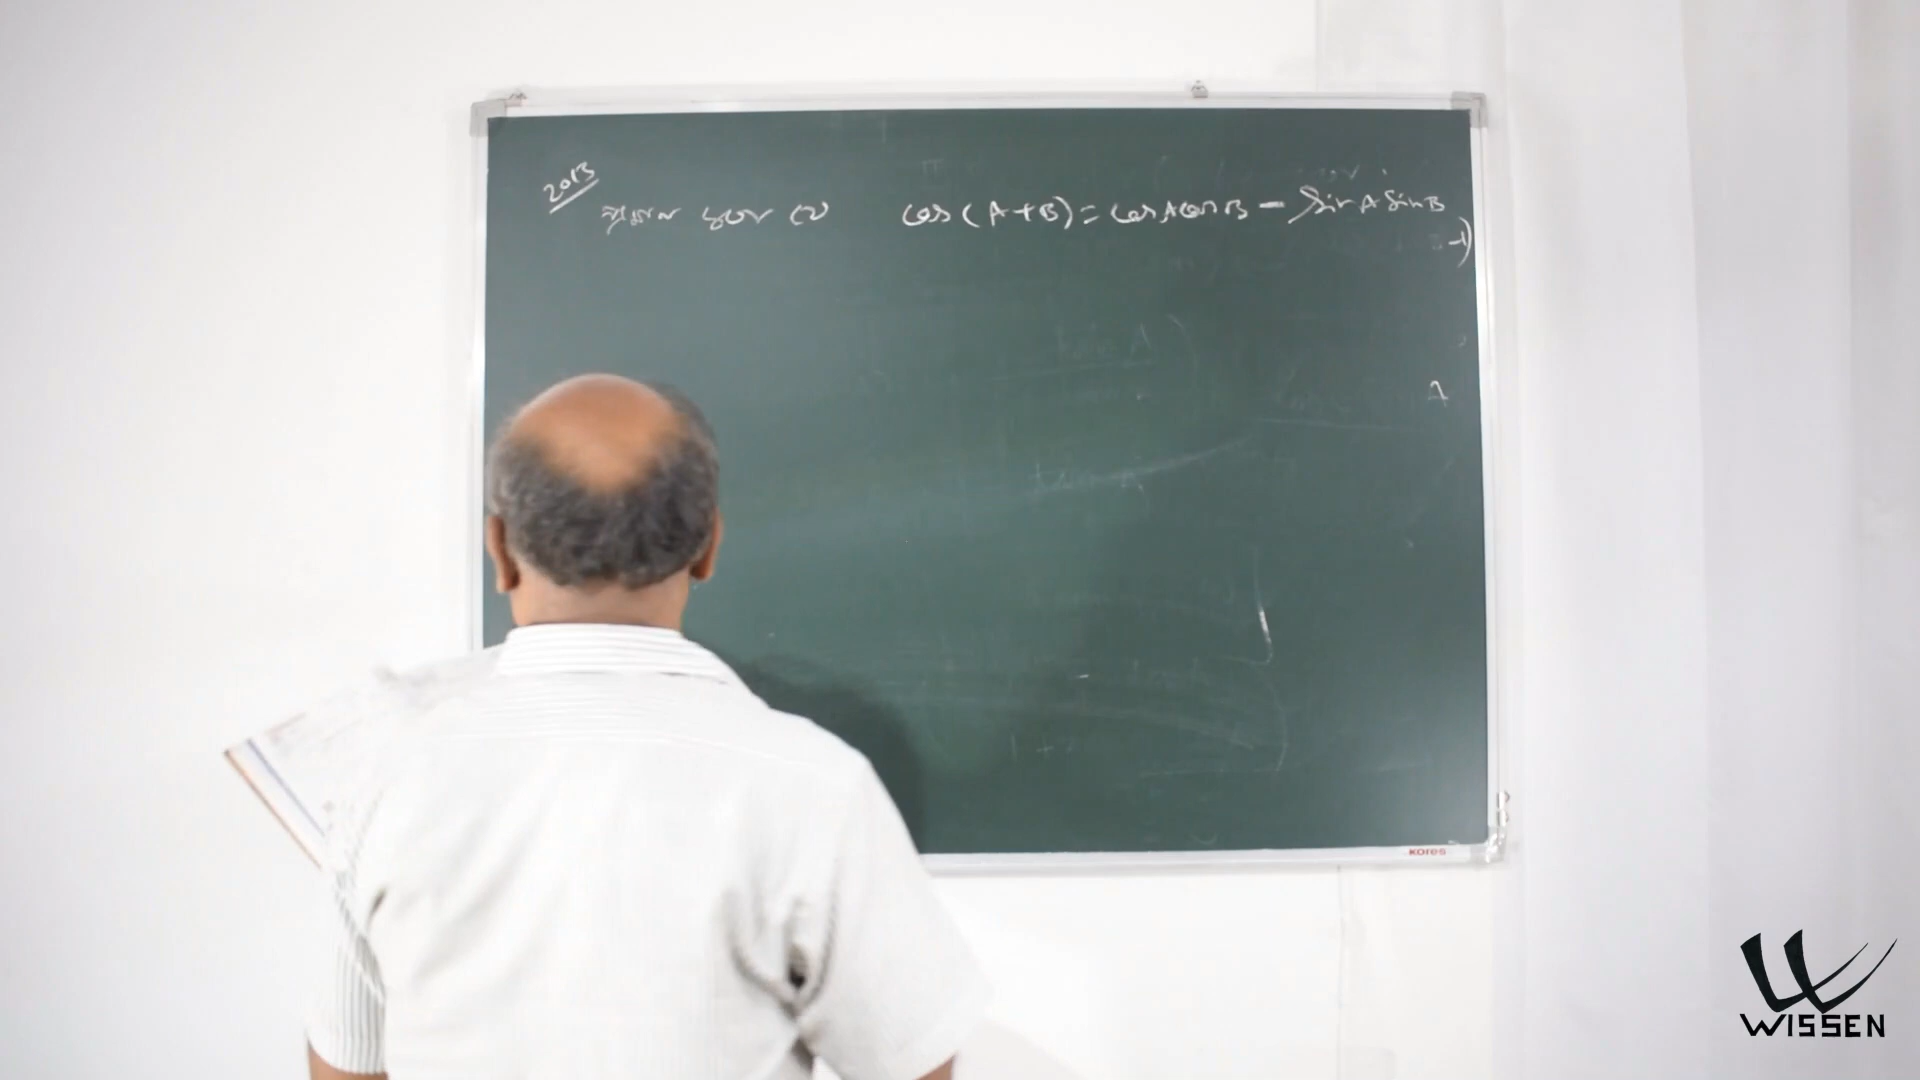 2013
প্রমাণ করো যে cos (A+B) = cosA cosB - sinA sinB
KORES
WISSEN